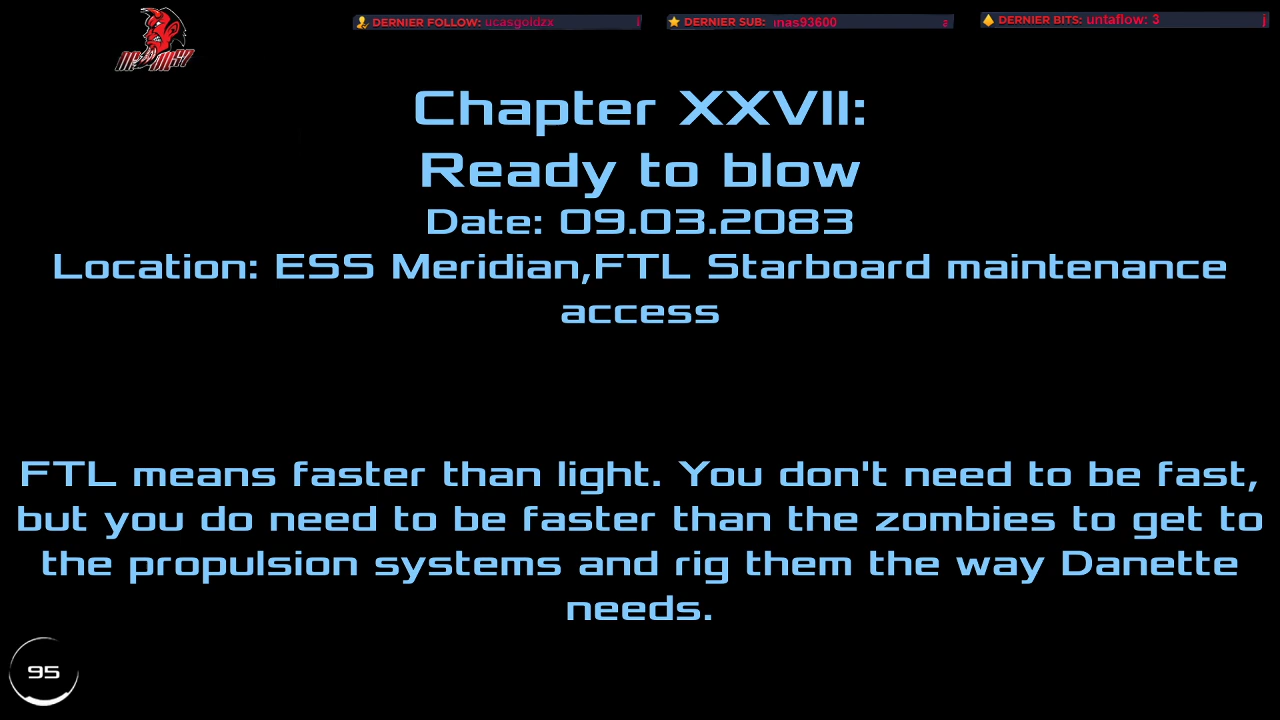 DERNIER FOLLOW: ucasgoldzx
DERNIER SUB: inas93600
DERNIER BITS: untaflow: 3
Chapter XXVII:
Ready to blow
Date: 09.03.2083
Location: ESS Meridian,FTL Starboard maintenance
access
FTL means faster than light. You don't need to be fast,
but you do need to be faster than the zombies to get to
the propulsion systems and rig them the way Danette
needs.
95